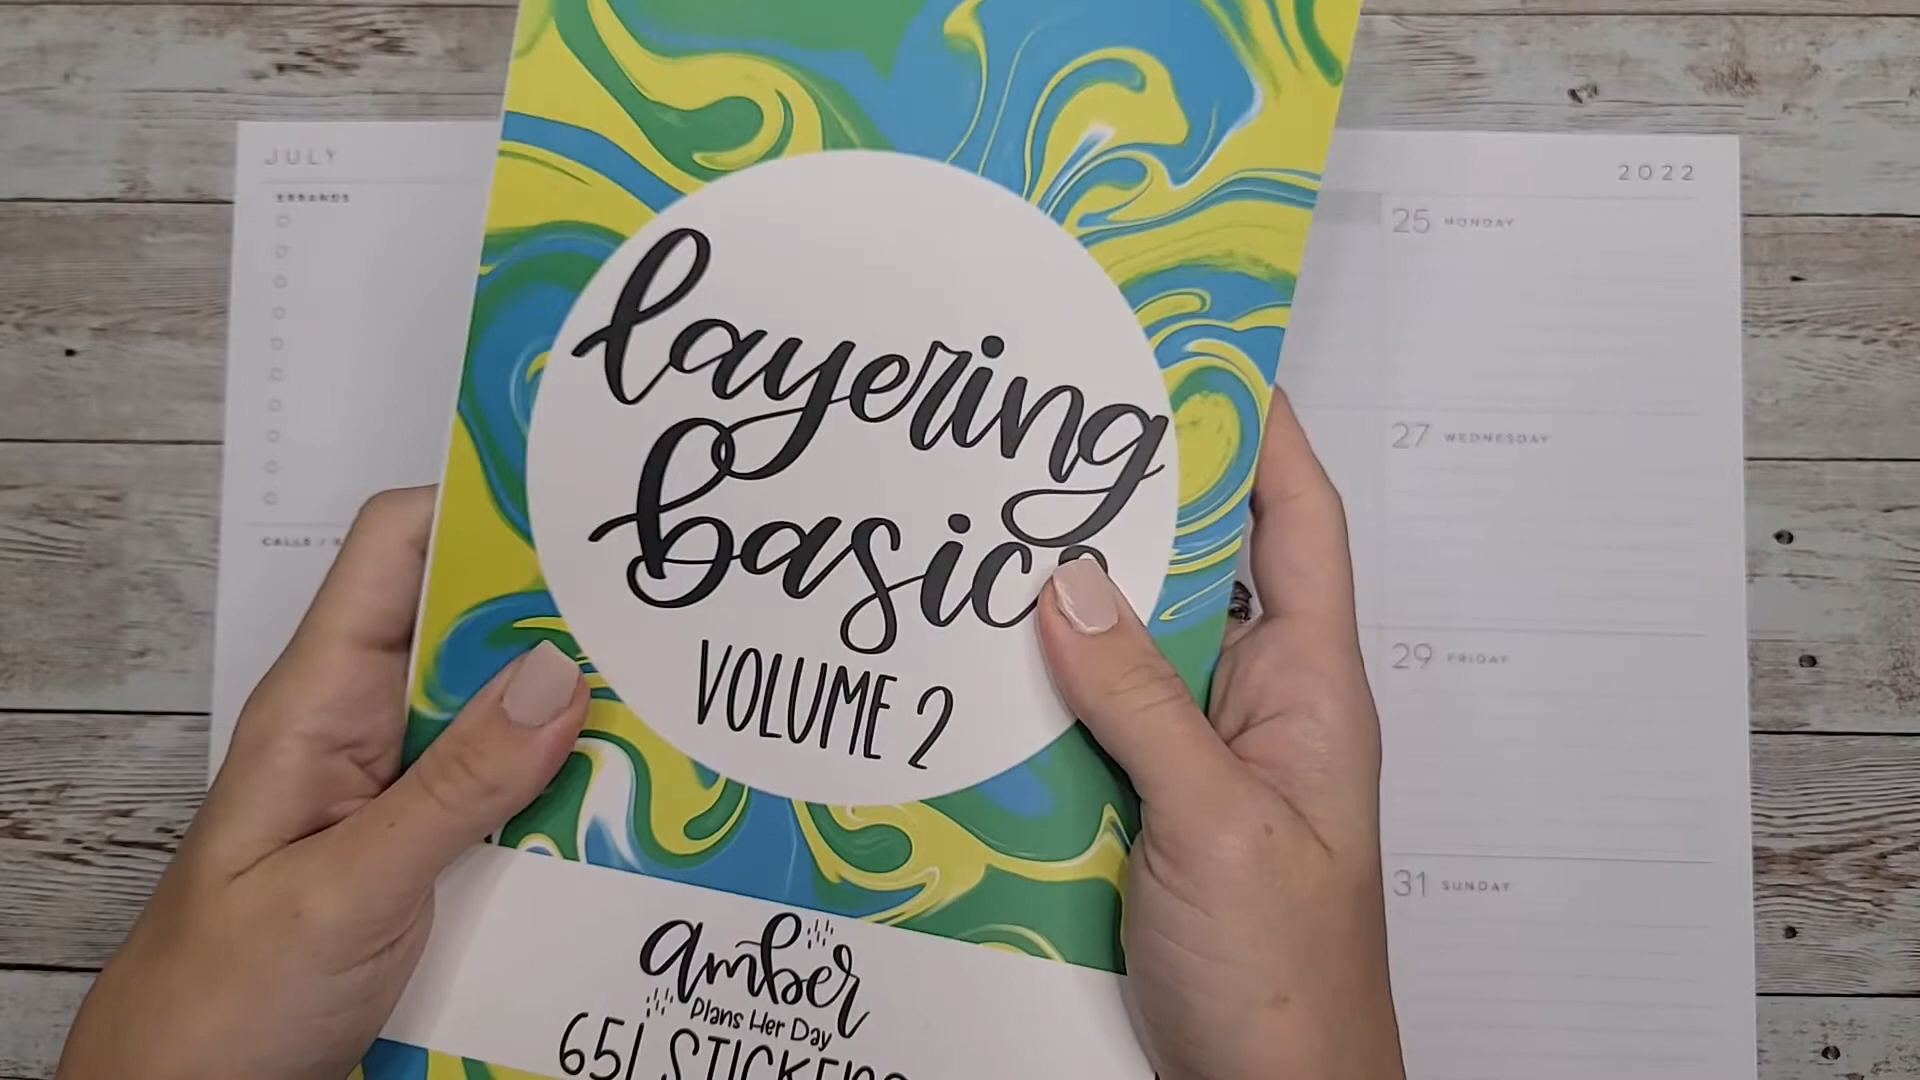 JULY
2022
ERRANDS
25 MONDAY
27 WEDNESDAY
29 FRIDAY
31 SUNDAY
CALLS /
layering
basics
VOLUME 2
amber
Plans Her Day
651 STICKERS